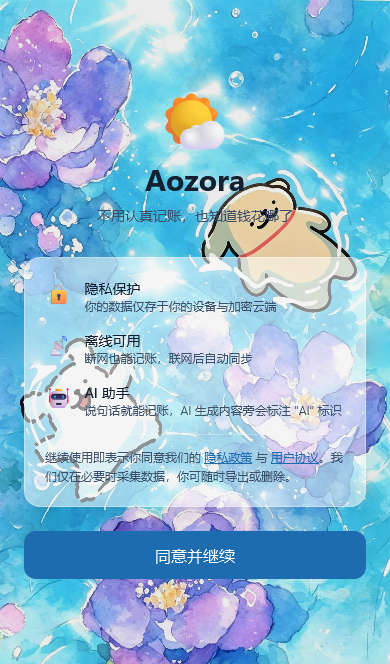 Aozora
不用认真记账，也知道钱花哪了
隐私保护
你的数据仅存于你的设备与加密云端
离线可用
断网也能记账，联网后自动同步
AI 助手
说句话就能记账，AI 生成内容旁会标注 "AI" 标识
继续使用即表示你同意我们的 隐私政策 与 用户协议。我
们仅在必要时采集数据，你可随时导出或删除。
同意并继续